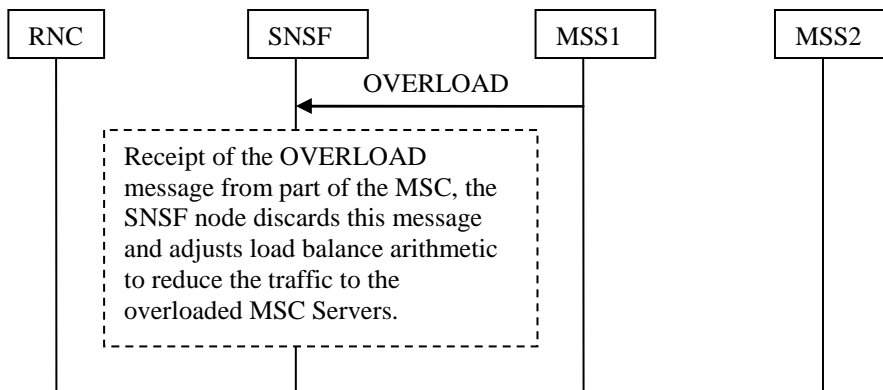 RNC SNSF MSS1 MSS2
OVERLOAD
Receipt of the OVERLOAD
message from part of the MSC, the
SNSF node discards this message
and adjusts load balance arithmetic
to reduce the traffic to the
overloaded MSC Servers.